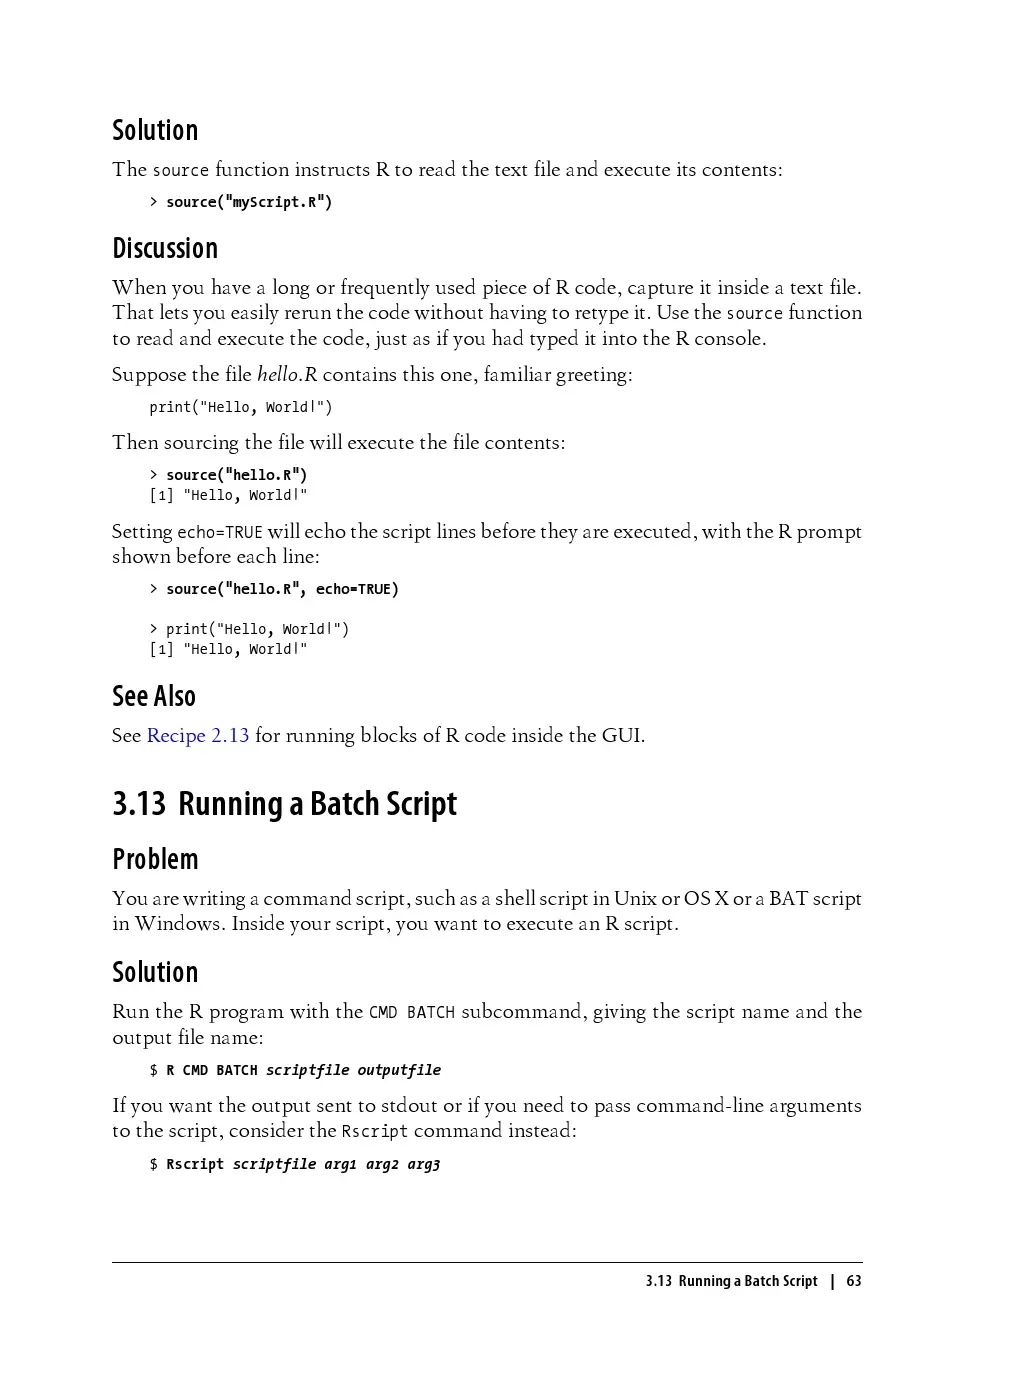 Solution
The source function instructs R to read the text file and execute its contents:
> source("myScript.R")
Discussion
When you have a long or frequently used piece of R code, capture it inside a text file.
That lets you easily rerun the code without having to retype it. Use the source function
to read and execute the code, just as if you had typed it into the R console.
Suppose the file hello.R contains this one, familiar greeting:
print("Hello, World|")
Then sourcing the file will execute the file contents:
> source("hello.R")
[1] "Hello, World|"
Setting echo=TRUE will echo the script lines before they are executed, with the R prompt
shown before each line:
> source("hello.R", echo=TRUE)
> print("Hello, World|")
[1] "Hello, World|"
See Also
See Recipe 2.13 for running blocks of R code inside the GUI.
3.13 Running a Batch Script
Problem
You are writing a command script, such as a shell script in Unix or OS X or a BAT script
in Windows. Inside your script, you want to execute an R script.
Solution
Run the R program with the CMD BATCH subcommand, giving the script name and the
output file name:
$ R CMD BATCH scriptfile outputfile
If you want the output sent to stdout or if you need to pass command-line arguments
to the script, consider the Rscript command instead:
$ Rscript scriptfile arg1 arg2 arg3
3.13 Running a Batch Script | 63